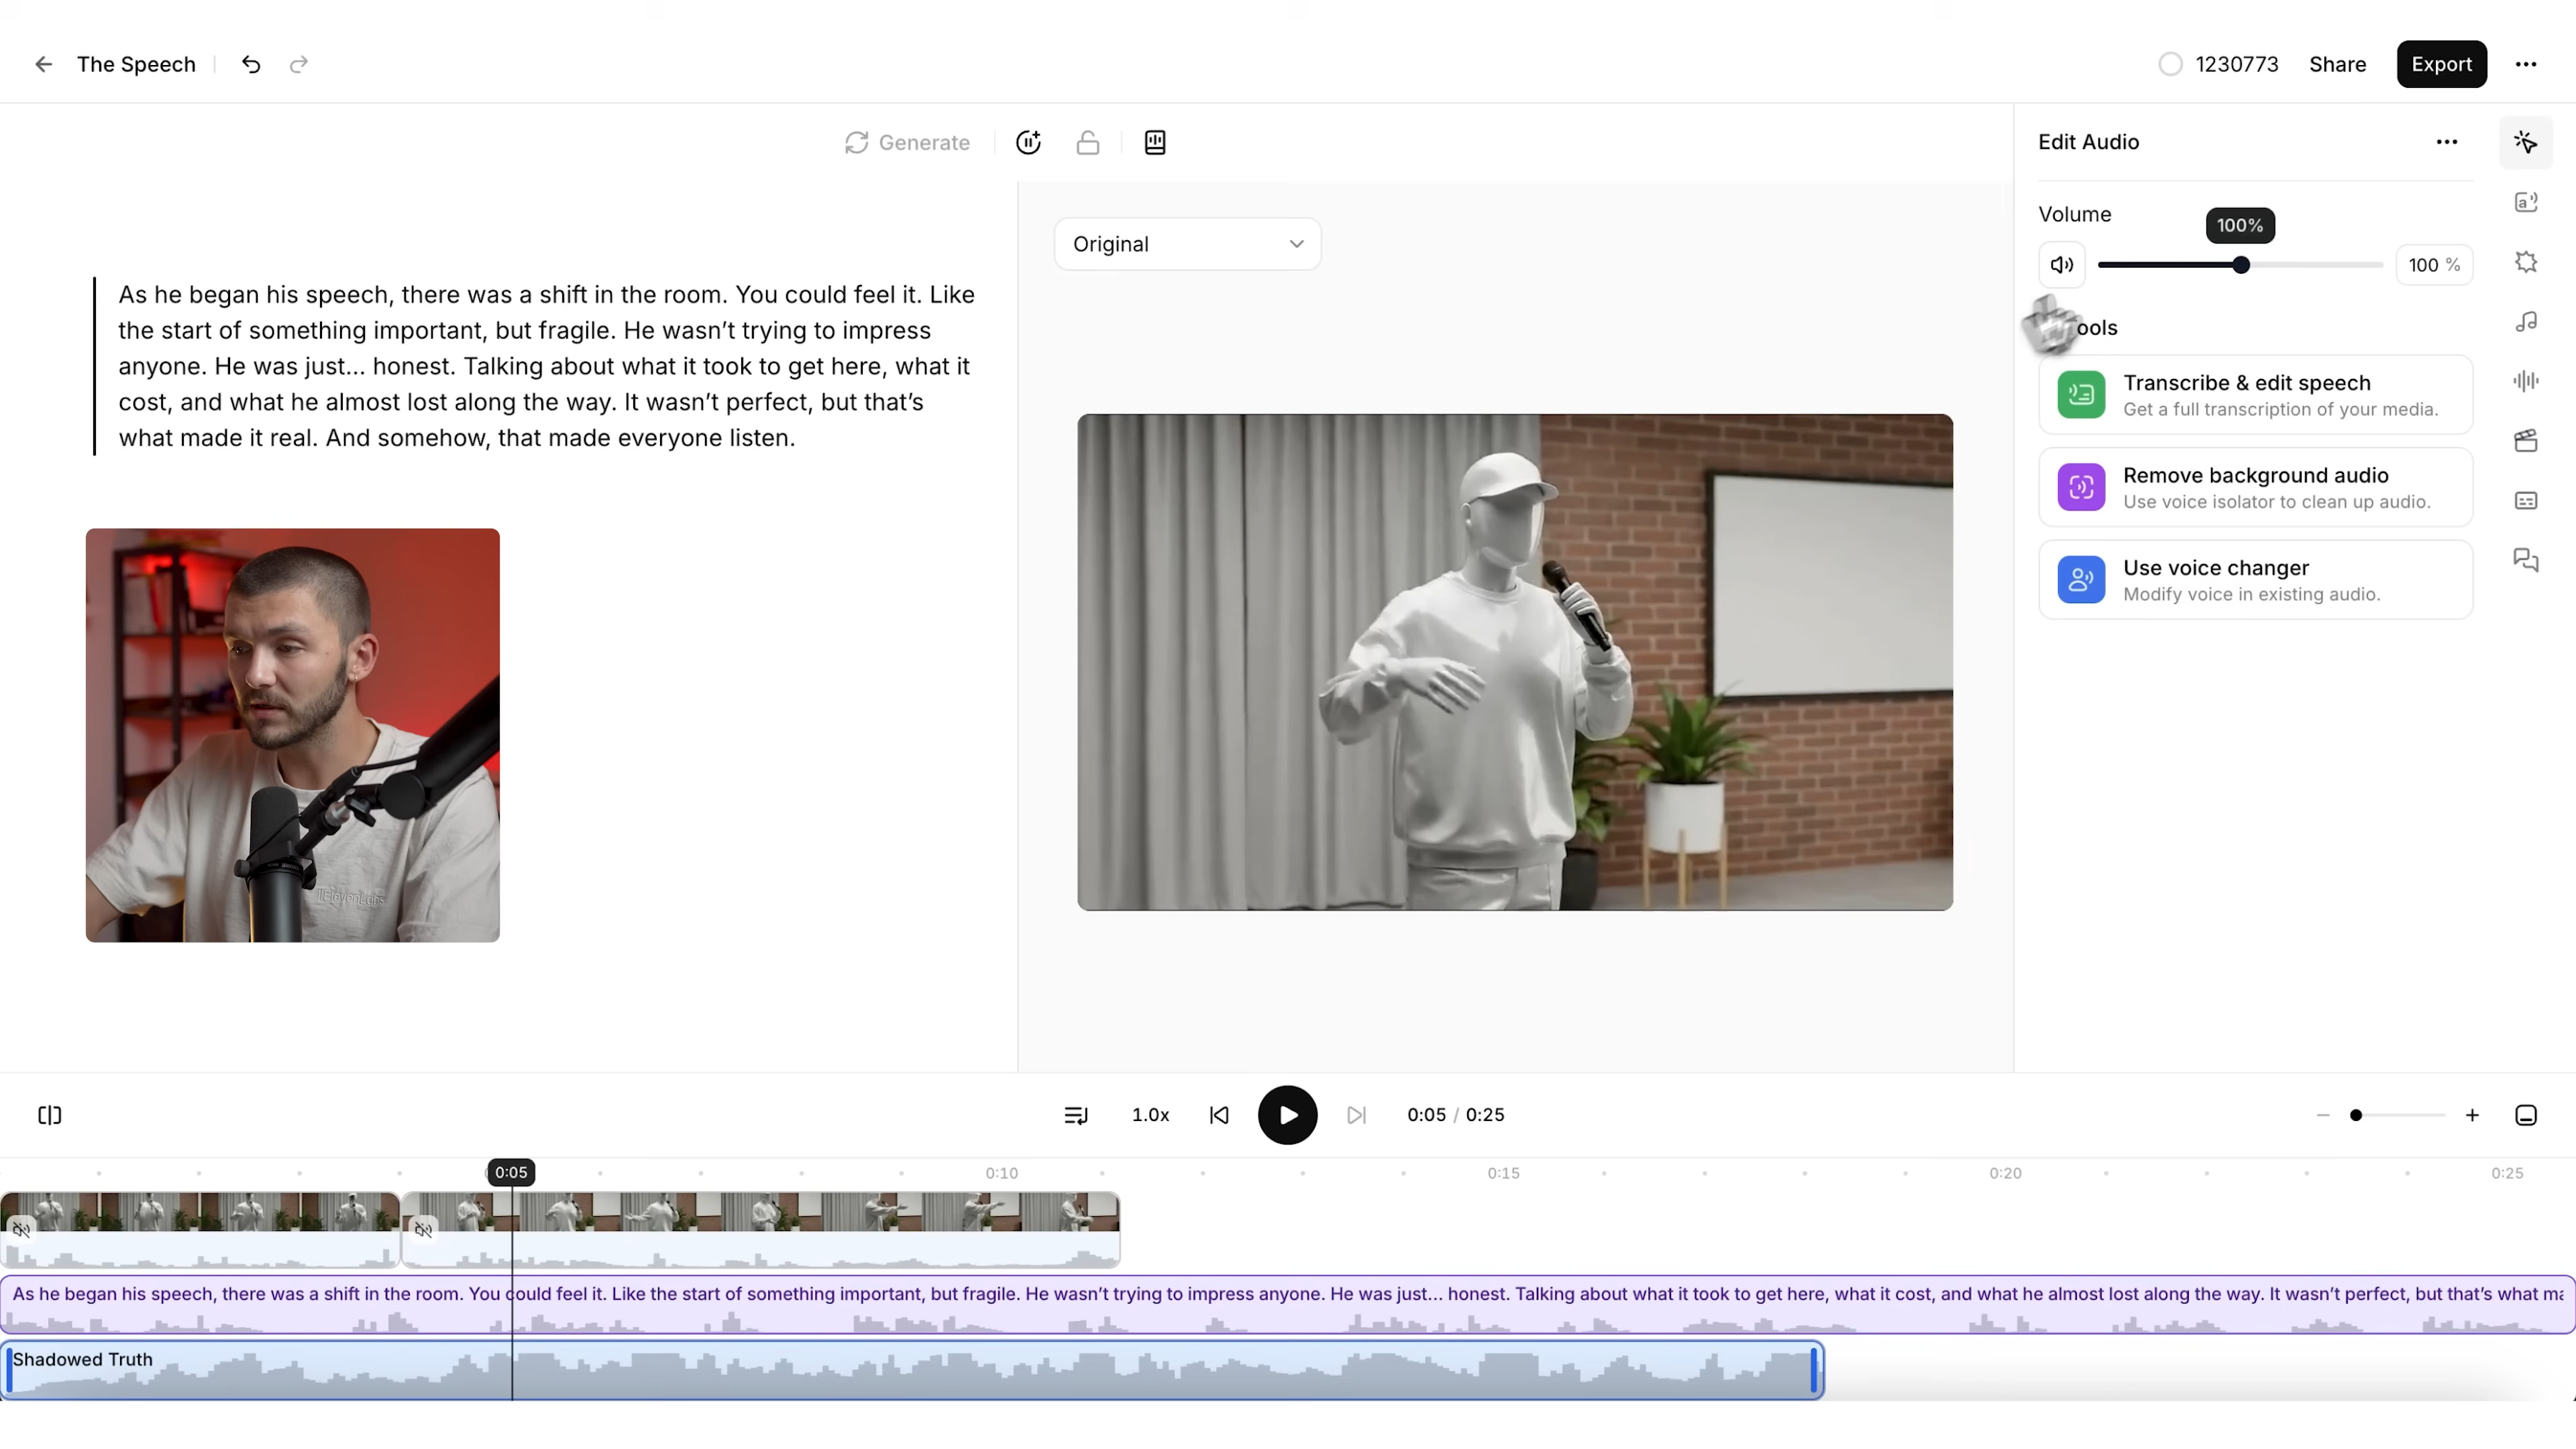 The Speech
1230773
Share
Export
Generate
Edit Audio
Original
Volume
100%
100 %
As he began his speech, there was a shift in the room. You could feel it. Like
the start of something important, but fragile. He wasn’t trying to impress
anyone. He was just... honest. Talking about what it took to get here, what it
cost, and what he almost lost along the way. It wasn’t perfect, but that’s
what made it real. And somehow, that made everyone listen.
ools
Transcribe & edit speech
Get a full transcription of your media.
Remove background audio
Use voice isolator to clean up audio.
Use voice changer
Modify voice in existing audio.
IIElevenLabs
1.0x
0:05 / 0:25
0:05
0:10
0:15
0:20
0:25
As he began his speech, there was a shift in the room. You could feel it. Like the start of something important, but fragile. He wasn’t trying to impress anyone. He was just... honest. Talking about what it took to get here, what it cost, and what he almost lost along the way. It wasn’t perfect, but that’s what ma
Shadowed Truth